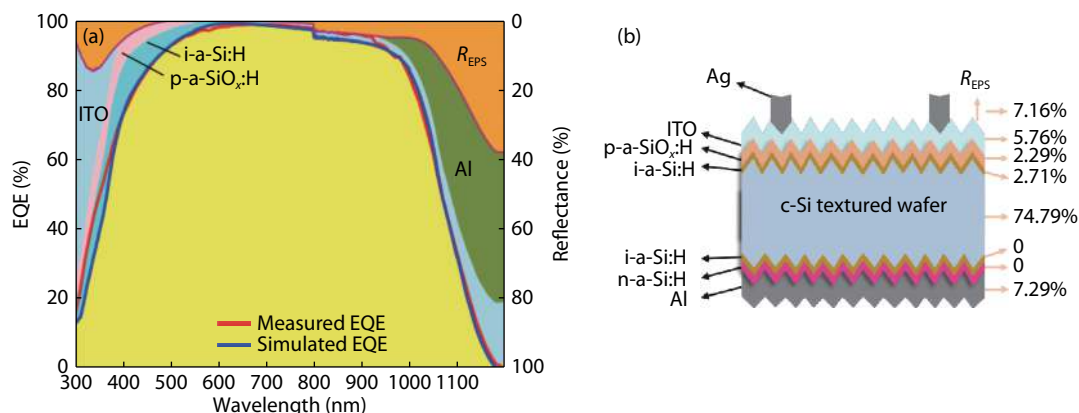 (a)
EQE (%)
100
80
60
40
20
0
300 400 500 600 700 800 900 1000 1100
Wavelength (nm)
0
20
40
60
80
100
Reflectance (%)
i-a-Si:H
p-a-SiOx:H
ITO
REPS
Al
Measured EQE
Simulated EQE
(b)
Ag
REPS
7.16%
ITO
5.76%
p-a-SiOx:H
2.29%
i-a-Si:H
2.71%
c-Si textured wafer
74.79%
i-a-Si:H
0
n-a-Si:H
0
Al
7.29%